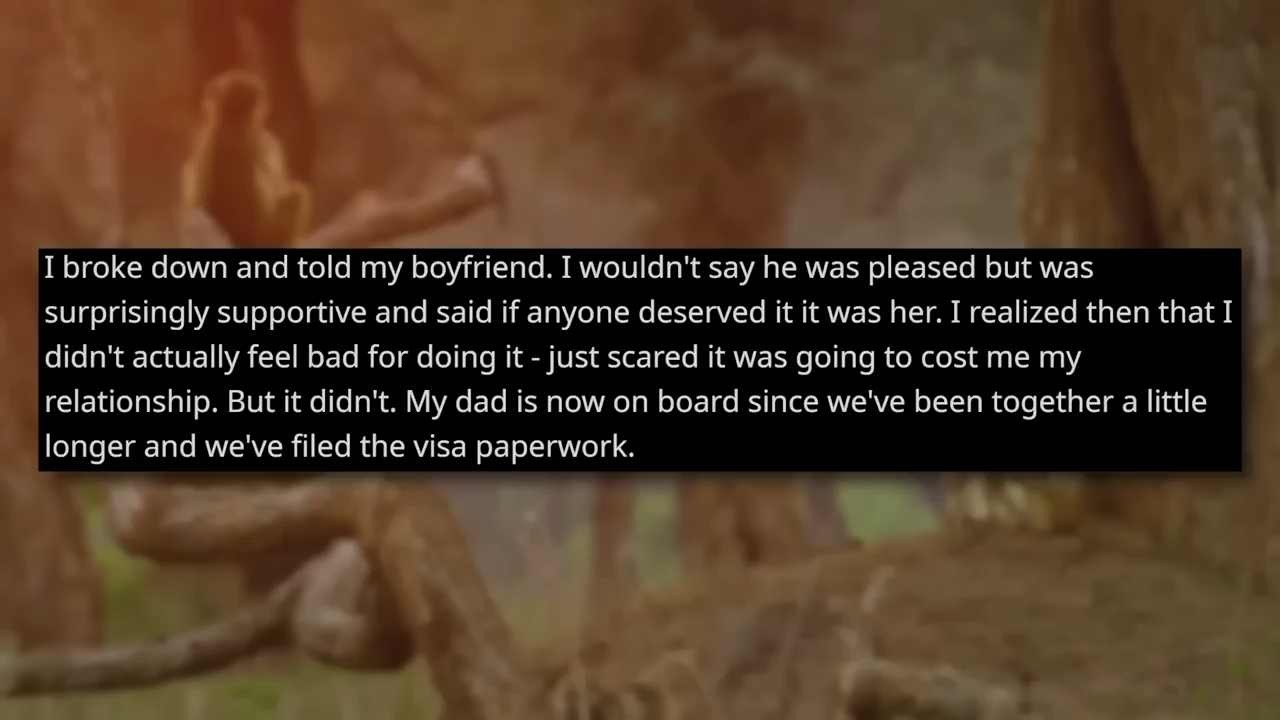 I broke down and told my boyfriend. I wouldn't say he was pleased but was
surprisingly supportive and said if anyone deserved it it was her. I realized then that I
didn't actually feel bad for doing it - just scared it was going to cost me my
relationship. But it didn't. My dad is now on board since we've been together a little
longer and we've filed the visa paperwork.